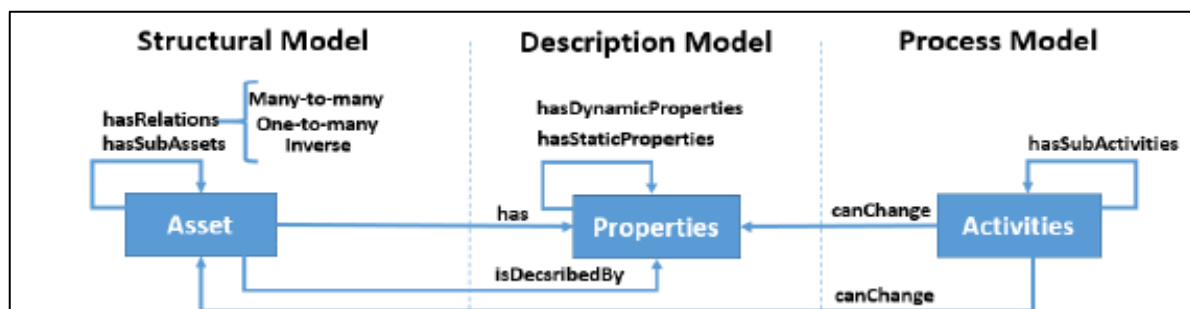 Structural Model
Description Model
Process Model
Many-to-many
hasRelations
One-to-many
hasSubAssets
Inverse
hasDynamicProperties
hasStaticProperties
hasSubActivities
Asset
has
Properties
canChange
Activities
isDecsribedBy
canChange